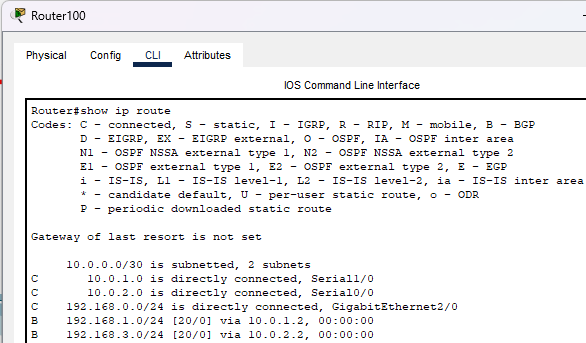 Router100
Physical Config CLI Attributes
IOS Command Line Interface
Router#show ip route
Codes: C - connected, S - static, I - IGRP, R - RIP, M - mobile, B - BGP
D - EIGRP, EX - EIGRP external, O - OSPF, IA - OSPF inter area
N1 - OSPF NSSA external type 1, N2 - OSPF NSSA external type 2
E1 - OSPF external type 1, E2 - OSPF external type 2, E - EGP
i - IS-IS, L1 - IS-IS level-1, L2 - IS-IS level-2, ia - IS-IS inter area
* - candidate default, U - per-user static route, o - ODR
P - periodic downloaded static route
Gateway of last resort is not set
10.0.0.0/30 is subnetted, 2 subnets
C 10.0.1.0 is directly connected, Serial1/0
C 10.0.2.0 is directly connected, Serial0/0
C 192.168.0.0/24 is directly connected, GigabitEthernet2/0
B 192.168.1.0/24 [20/0] via 10.0.1.2, 00:00:00
B 192.168.3.0/24 [20/0] via 10.0.2.2, 00:00:00